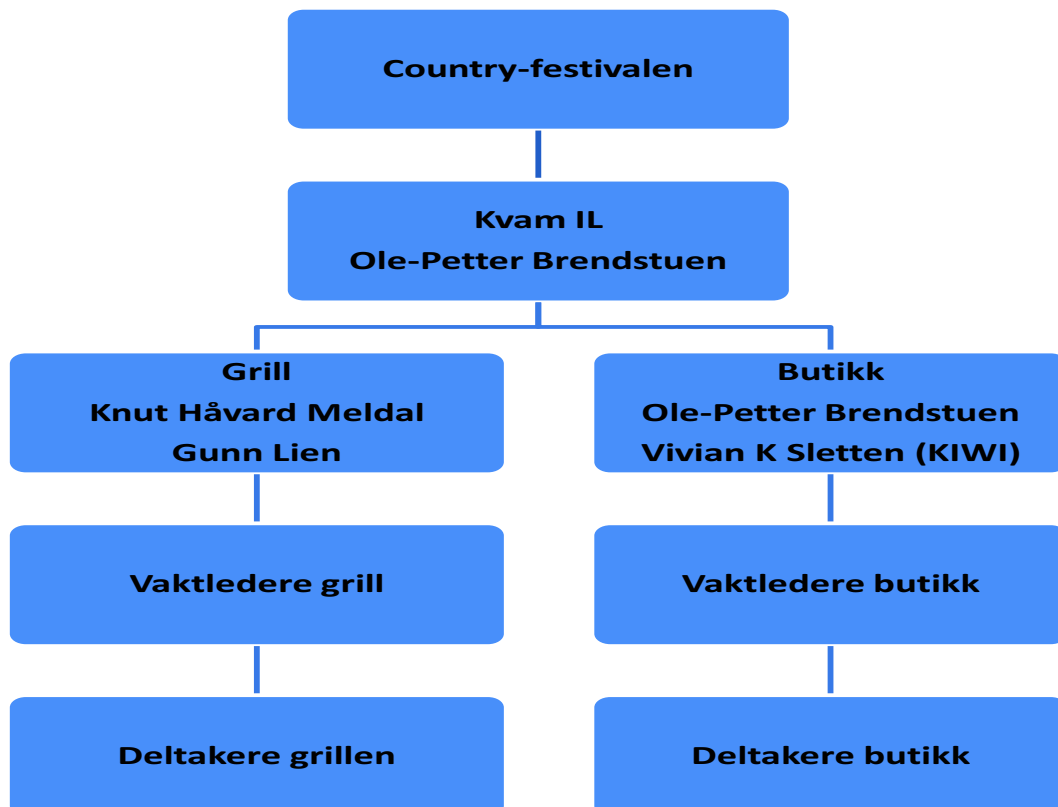 Country-festivalen
Kvam IL
Ole-Petter Brendstuen
Grill
Knut Håvard Meldal
Gunn Lien
Butikk
Ole-Petter Brendstuen
Vivian K Sletten (KIWI)
Vaktledere grill
Vaktledere butikk
Deltakere grillen
Deltakere butikk